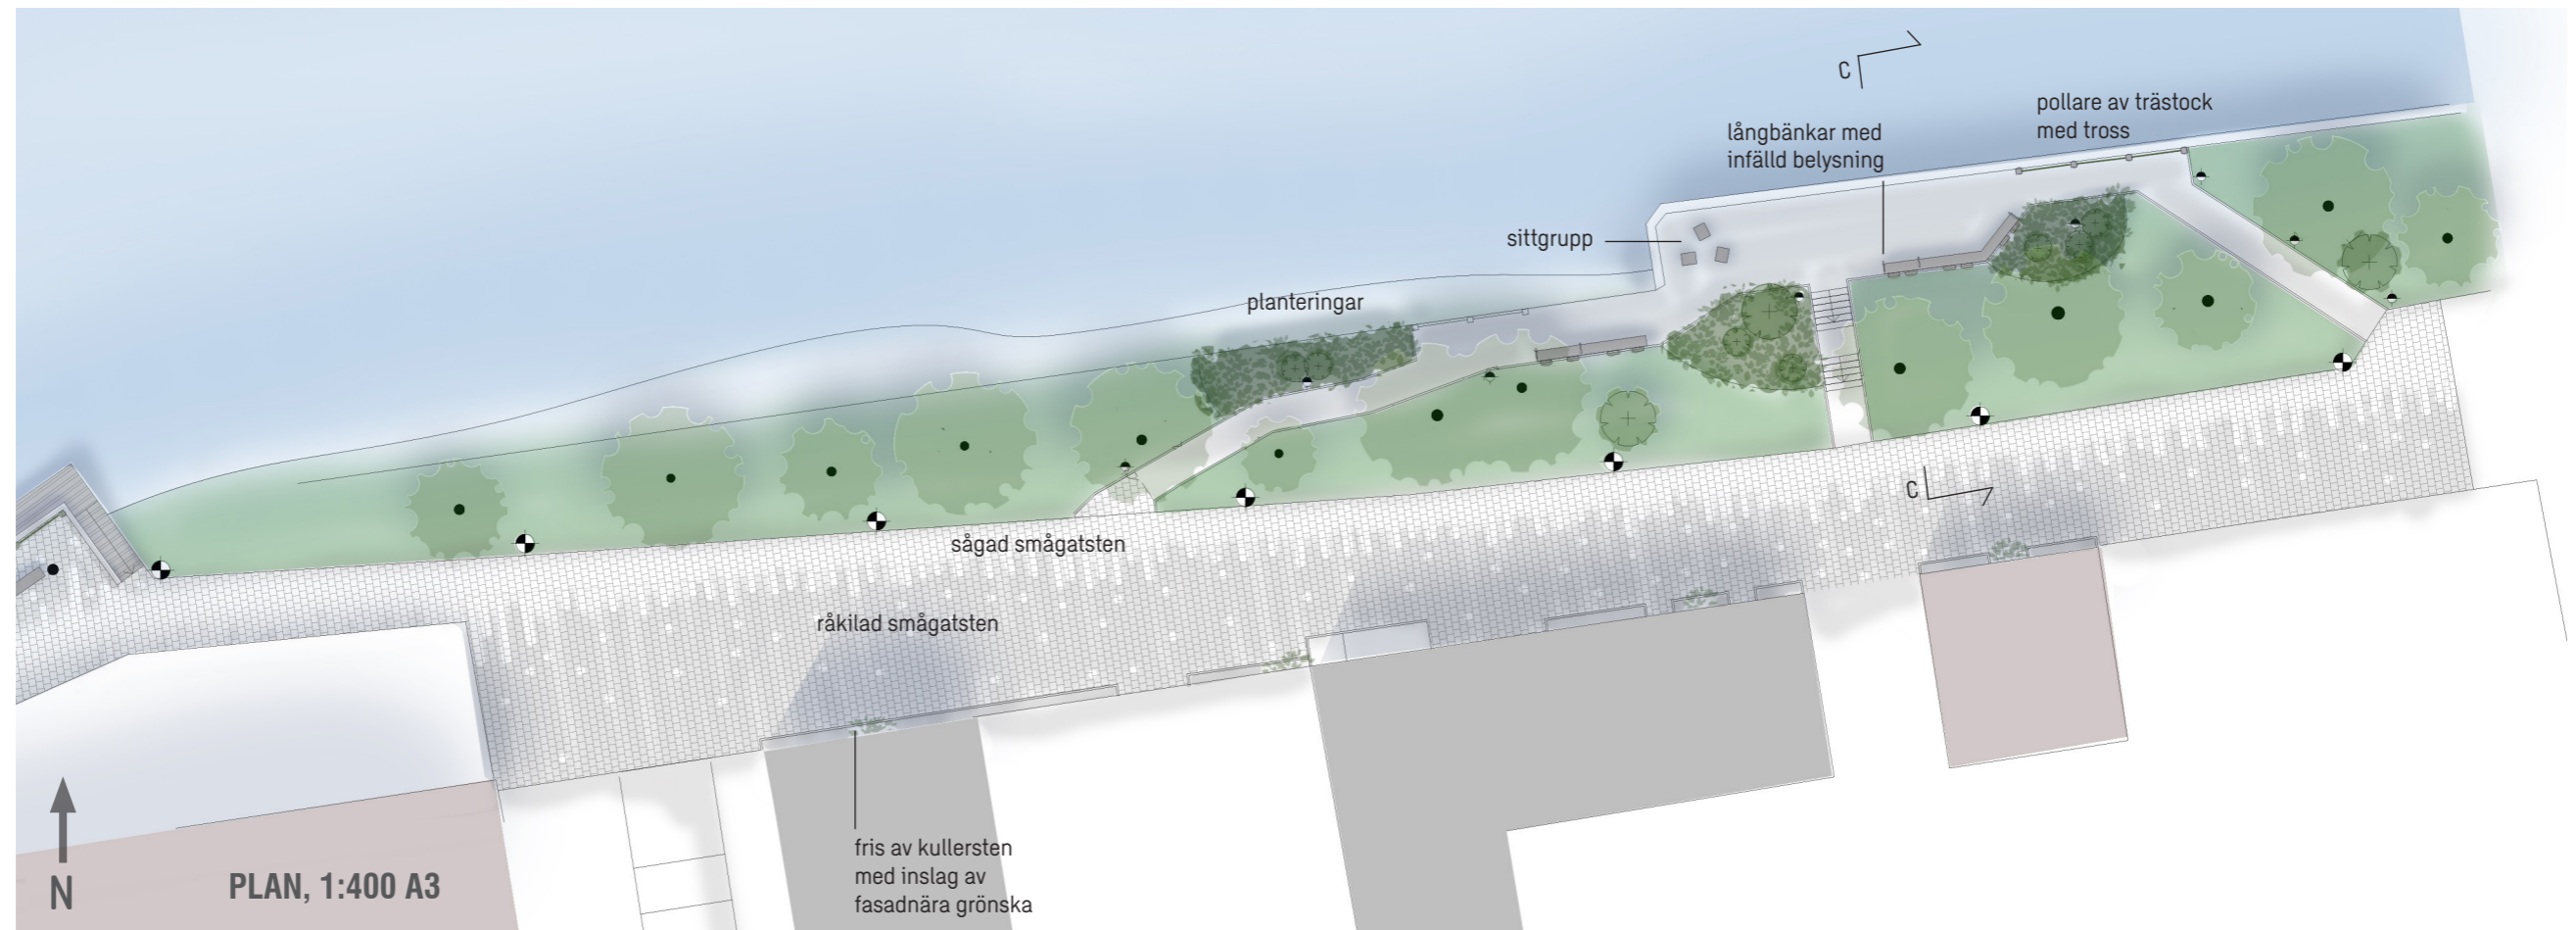 C
pollare av trästock
med tross
långbänkar med
infälld belysning
sittgrupp
planteringar
C
sågad smågatsten
råkilad smågatsten
fris av kullersten
med inslag av
fasadnära grönska
N
PLAN, 1:400 A3